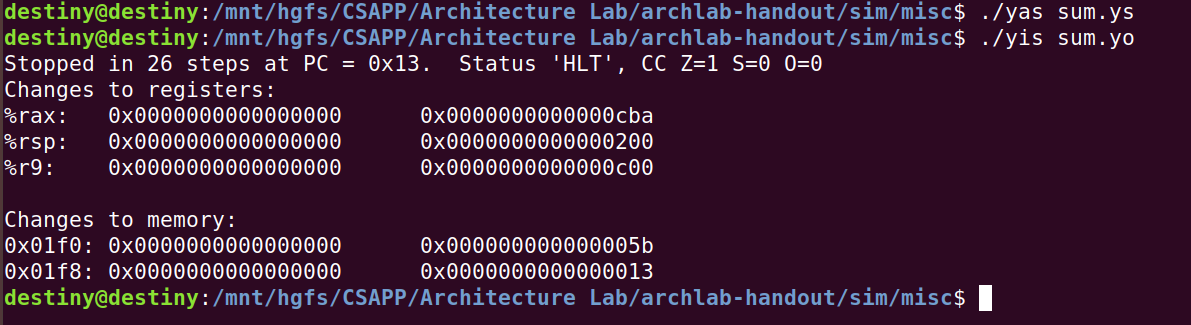 destiny@destiny:/mnt/hgfs/CSAPP/Architecture Lab/archlab-handout/sim/misc$ ./yas sum.ys
destiny@destiny:/mnt/hgfs/CSAPP/Architecture Lab/archlab-handout/sim/misc$ ./yis sum.yo
Stopped in 26 steps at PC = 0x13.  Status 'HLT', CC Z=1 S=0 O=0
Changes to registers:
%rax:   0x0000000000000000      0x0000000000000cba
%rsp:   0x0000000000000000      0x0000000000000200
%r9:    0x0000000000000000      0x0000000000000c00

Changes to memory:
0x01f0: 0x0000000000000000      0x000000000000005b
0x01f8: 0x0000000000000000      0x0000000000000013
destiny@destiny:/mnt/hgfs/CSAPP/Architecture Lab/archlab-handout/sim/misc$